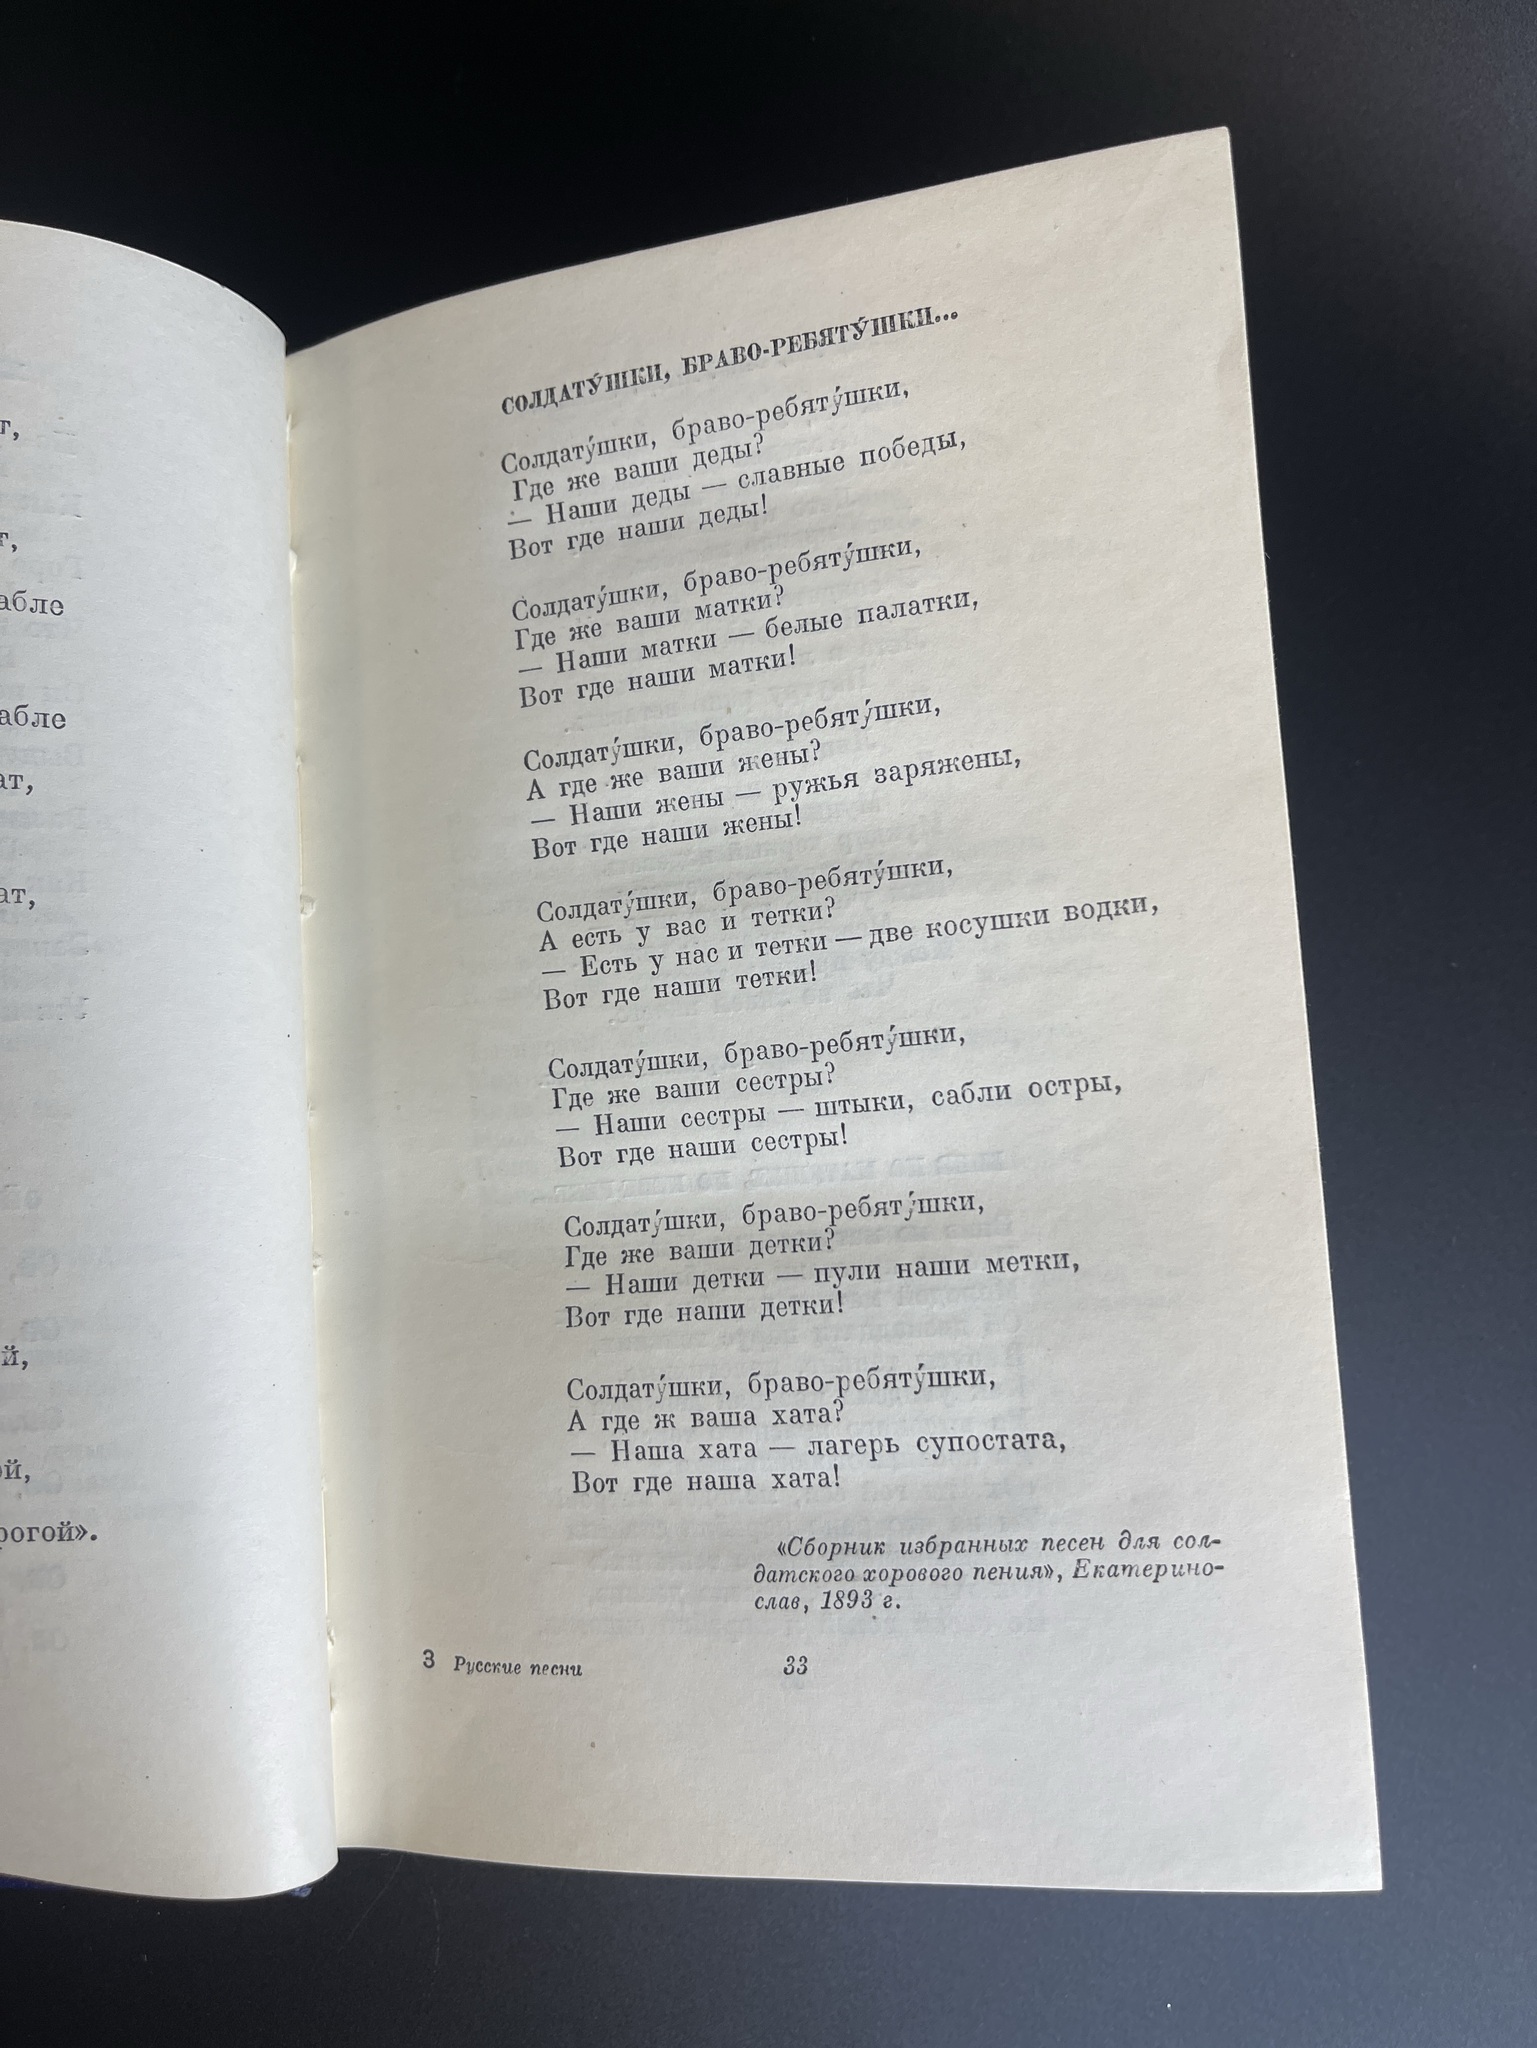 г,
г,
абле
абле
ат,
ат,
й,
ой,
рогой».
СОЛДАТУ́ШКИ, БРАВО-РЕБЯТУ́ШКИ...
Солдату́шки, браво-ребяту́шки,
Где же ваши деды?
— Наши деды — славные победы,
Вот где наши деды!
Солдату́шки, браво-ребяту́шки,
Где же ваши матки?
— Наши матки — белые палатки,
Вот где наши матки!
Солдату́шки, браво-ребяту́шки,
А где же ваши жены?
— Наши жены — ружья заряжены,
Вот где наши жены!
Солдату́шки, браво-ребяту́шки,
А есть у вас и тетки?
— Есть у нас и тетки — две косушки водки,
Вот где наши тетки!
Солдату́шки, браво-ребяту́шки,
Где же ваши сестры?
— Наши сестры — штыки, сабли остры,
Вот где наши сестры!
Солдату́шки, браво-ребяту́шки,
Где же ваши детки?
— Наши детки — пули наши метки,
Вот где наши детки!
Солдату́шки, браво-ребяту́шки,
А где ж ваша хата?
— Наша хата — лагерь супостата,
Вот где наша хата!
«Сборник избранных песен для сол-
датского хорового пения», Екатерино-
слав, 1893 г.
3 Русские песни 33